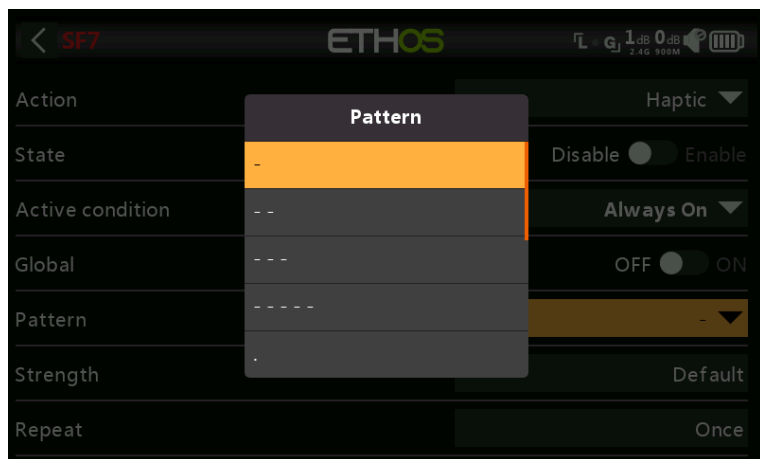 SF7 ETHOS L G 1dB 0dB
2.4G 900M
Action Haptic
Pattern
State Disable Enable
-
Active condition Always On
- -
Global OFF ON
- - -
Pattern -
- - - - -
.
Strength Default
Repeat Once